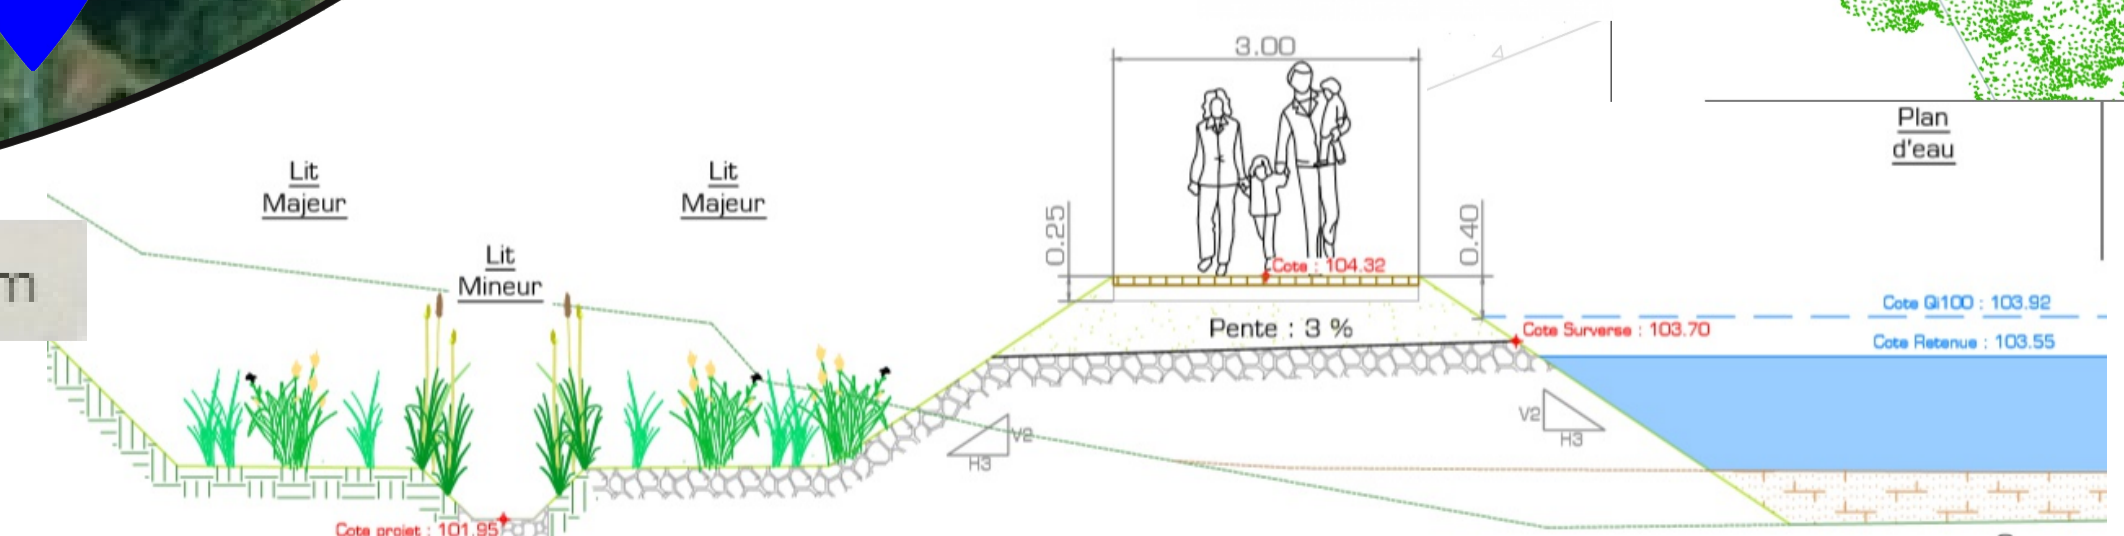 3.00
Plan
d'eau
Lit
Majeur
Lit
Majeur
Lit
Mineur
0.25
0.40
m
Cote : 104.32
Cote Qi100 : 103.92
Pente : 3 %
Cote Surverse : 103.70
Cote Retenue : 103.55
V2
H3
V2
H3
Cote projet : 101.95